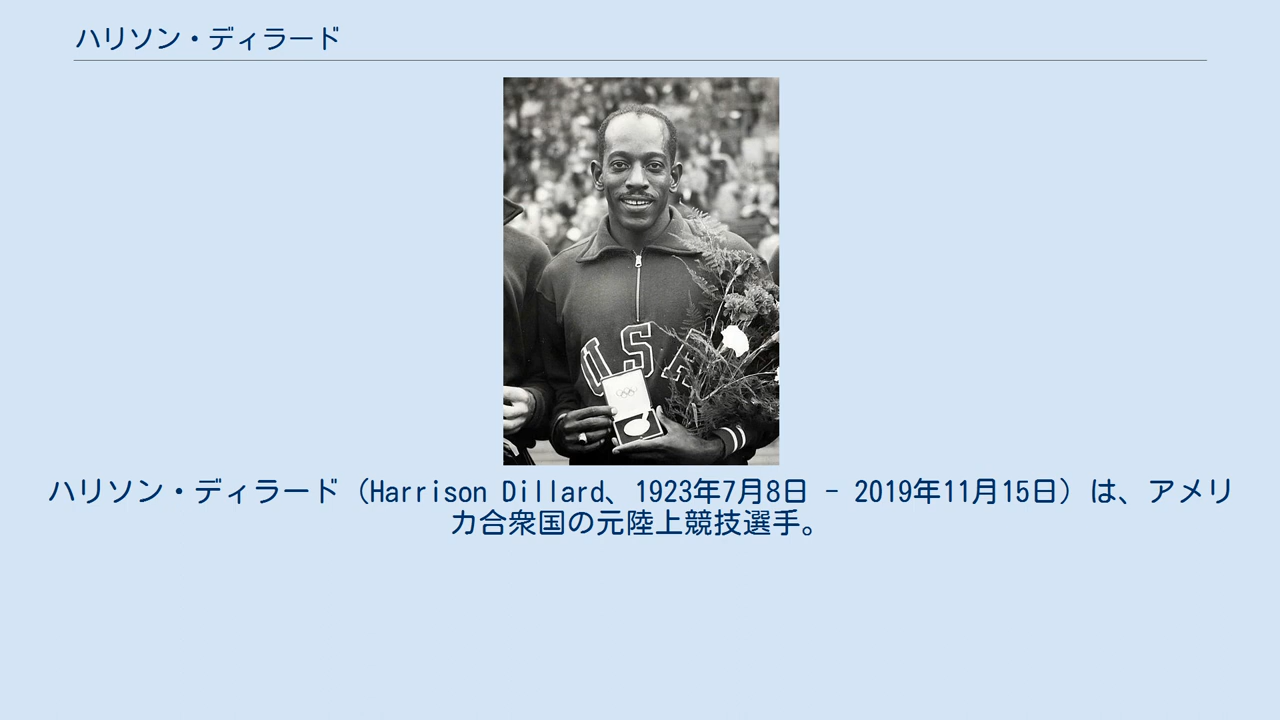 ハリソン・ディラード
USA
ハリソン・ディラード（Harrison Dillard、1923年7月8日 - 2019年11月15日）は、アメリ
カ合衆国の元陸上競技選手。